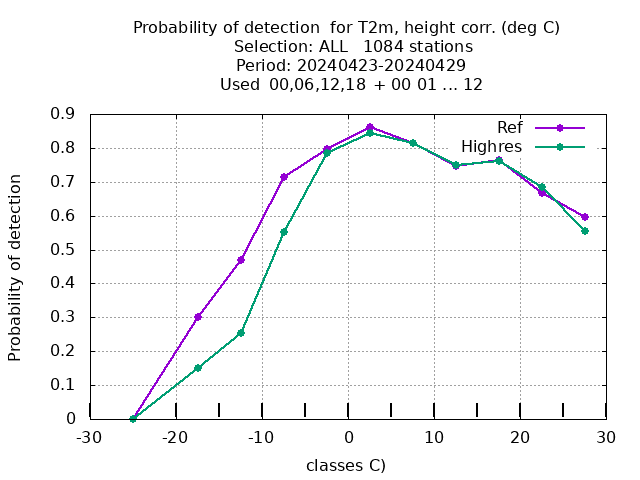 Probability of detection  for T2m, height corr. (deg C)
Selection: ALL   1084 stations
Period: 20240423-20240429
Used  00,06,12,18  + 00 01 ... 12
Ref
Highres
Probability of detection
0.9
0.8
0.7
0.6
0.5
0.4
0.3
0.2
0.1
0
-30 -20 -10 0 10 20 30
classes C)